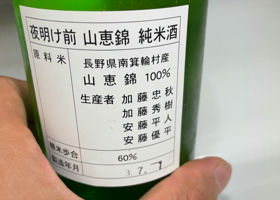 夜明け前 山恵錦 純米酒
原料米 長野県南箕輪村産
山恵錦 100%
生産者 加藤忠秋
加藤秀樹
安藤平人
安藤優平
精米歩合 60%
製造年月 3.7.